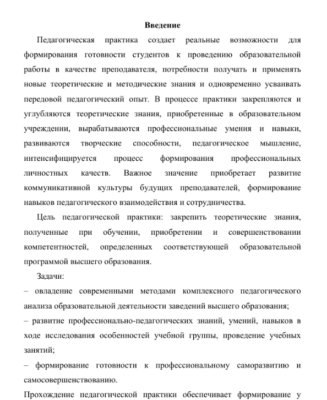 Введение
Педагогическая практика создает реальные возможности для
формирования готовности студентов к проведению образовательной
работы в качестве преподавателя, потребности получать и применять
новые теоретические и методические знания и одновременно усваивать
передовой педагогический опыт. В процессе практики закрепляются и
углубляются теоретические знания, приобретенные в образовательном
учреждении, вырабатываются профессиональные умения и навыки,
развиваются творческие способности, педагогическое мышление,
интенсифицируется процесс формирования профессиональных
личностных качеств. Важное значение приобретает развитие
коммуникативной культуры будущих преподавателей, формирование
навыков педагогического взаимодействия и сотрудничества.
Цель педагогической практики: закрепить теоретические знания,
полученные при обучении, приобретении и совершенствовании
компетентностей, определенных соответствующей образовательной
программой высшего образования.
Задачи:
– овладение современными методами комплексного педагогического
анализа образовательной деятельности заведений высшего образования;
– развитие профессионально-педагогических знаний, умений, навыков в
ходе исследования особенностей учебной группы, проведение учебных
занятий;
– формирование готовности к профессиональному саморазвитию и
самосовершенствованию.
Прохождение педагогической практики обеспечивает формирование у